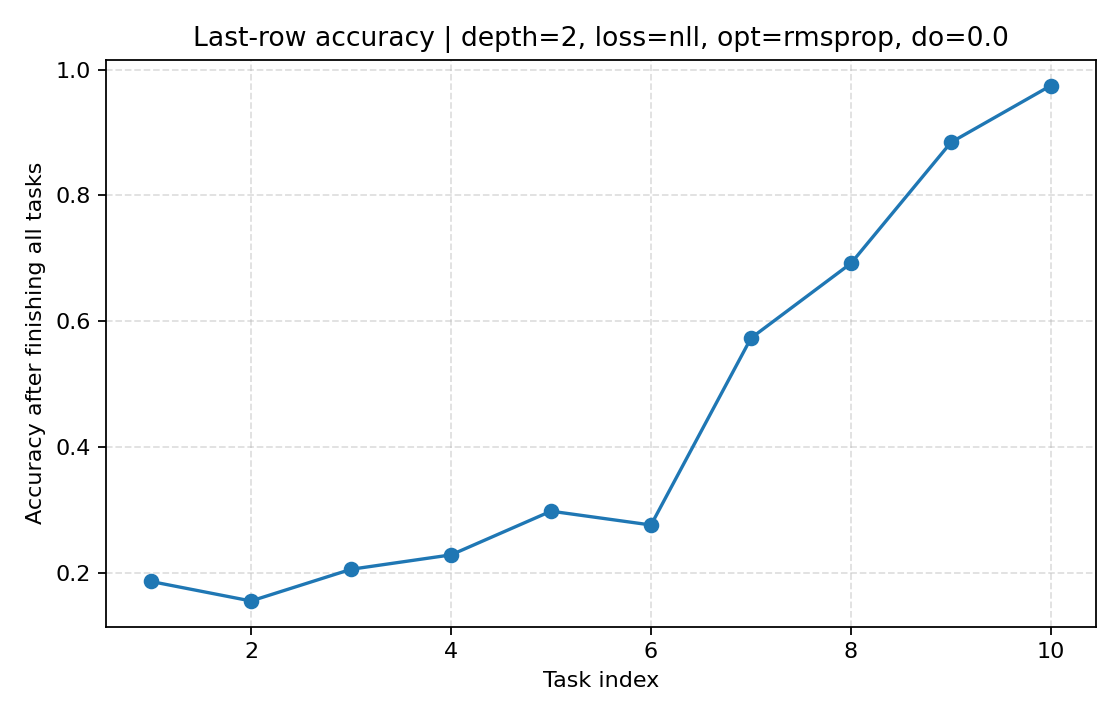 Last-row accuracy | depth=2, loss=nll, opt=rmsprop, do=0.0
Accuracy after finishing all tasks
1.0
0.8
0.6
0.4
0.2
2 4 6 8 10
Task index